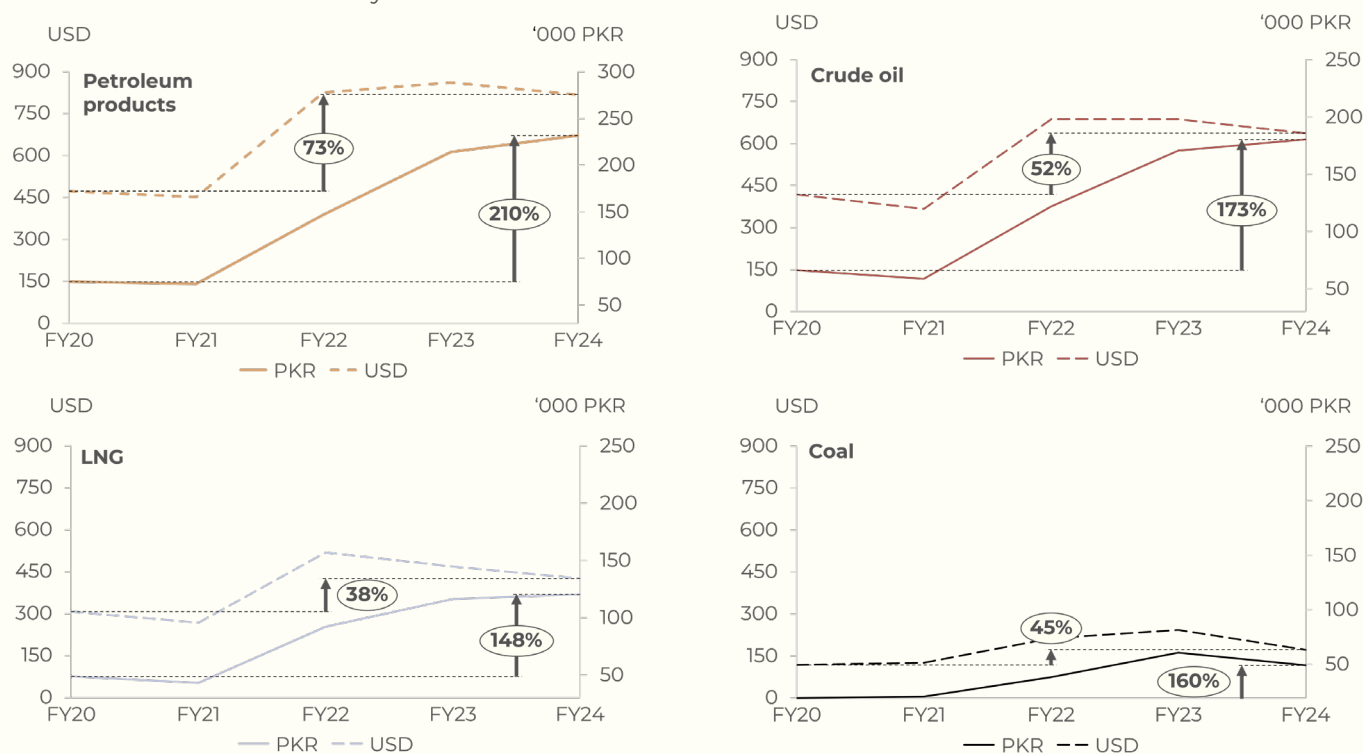 USD
‘000 PKR
Petroleum
products
900
750
600
450
300
150
0
300
250
200
150
100
50
73%
210%
FY20
FY21
FY22
FY23
FY24
PKR
USD
USD
‘000 PKR
Crude oil
900
750
600
450
300
150
0
250
200
150
100
50
52%
173%
FY20
FY21
FY22
FY23
FY24
PKR
USD
USD
‘000 PKR
LNG
900
750
600
450
300
150
0
250
200
150
100
50
38%
148%
FY20
FY21
FY22
FY23
FY24
PKR
USD
USD
‘000 PKR
Coal
900
750
600
450
300
150
0
250
200
150
100
50
45%
160%
FY20
FY21
FY22
FY23
FY24
PKR
USD